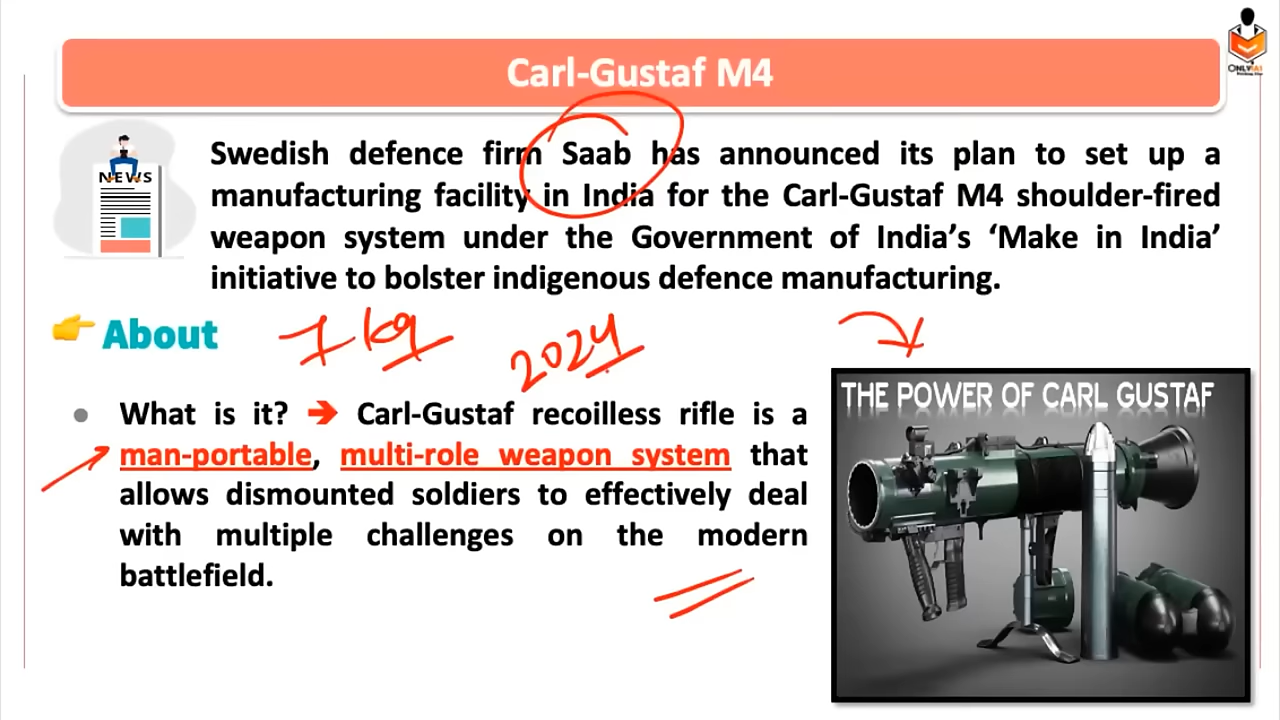 Carl-Gustaf M4
NEWS
Swedish defence firm Saab has announced its plan to set up a
manufacturing facility in India for the Carl-Gustaf M4 shoulder-fired
weapon system under the Government of India's 'Make in India'
initiative to bolster indigenous defence manufacturing.
About
7 kg
2024
What is it? ➔ Carl-Gustaf recoilless rifle is a
man-portable, multi-role weapon system that
allows dismounted soldiers to effectively deal
with multiple challenges on the modern
battlefield.
THE POWER OF CARL GUSTAF